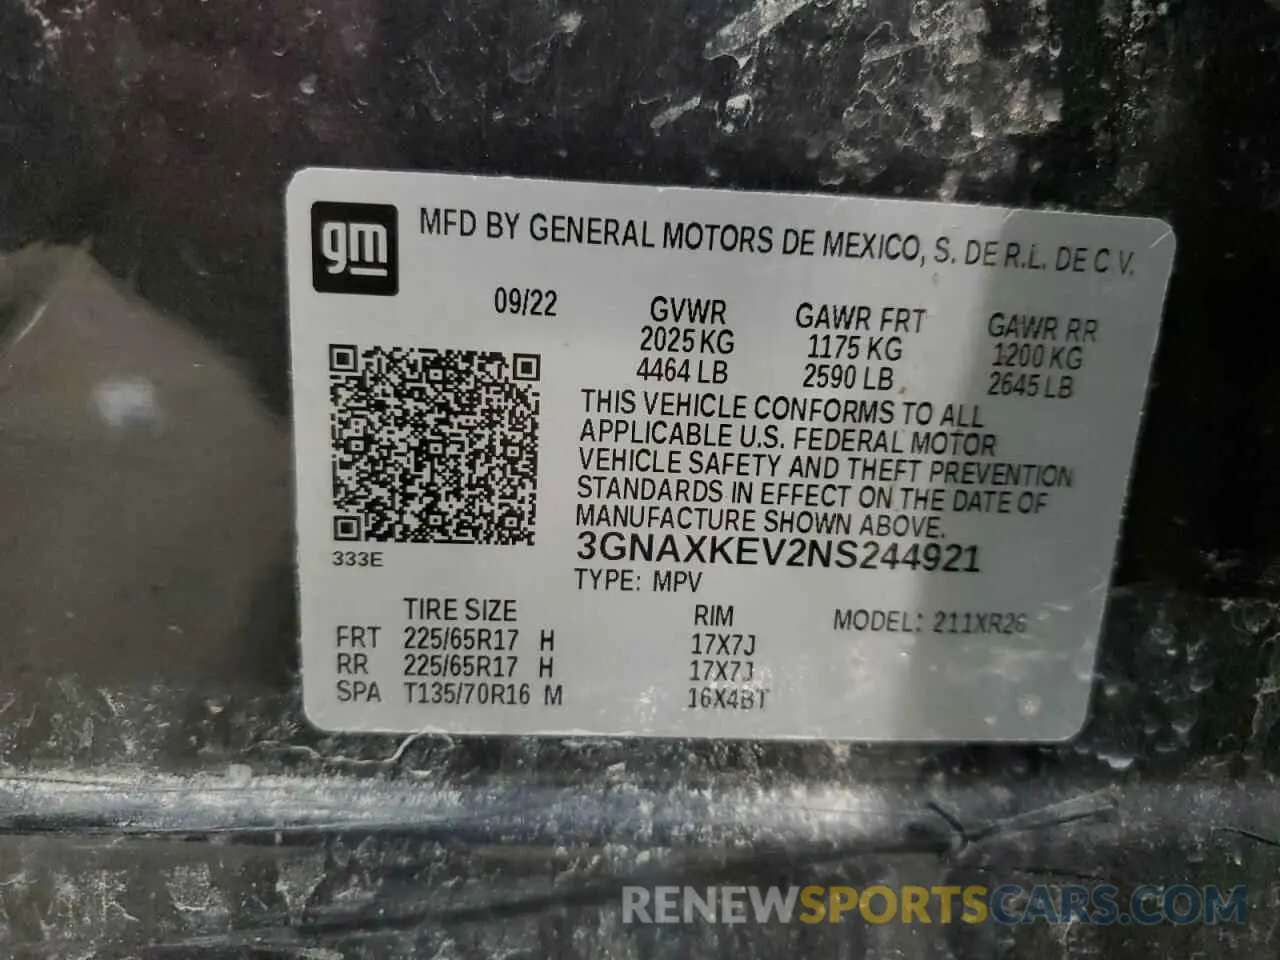 gm MFD BY GENERAL MOTORS DE MEXICO, S. DE R.L. DE C.V.
09/22 GVWR GAWR FRT GAWR RR
2025 KG 1175 KG 1200 KG
4464 LB 2590 LB 2645 LB
THIS VEHICLE CONFORMS TO ALL
APPLICABLE U.S. FEDERAL MOTOR
VEHICLE SAFETY AND THEFT PREVENTION
STANDARDS IN EFFECT ON THE DATE OF
MANUFACTURE SHOWN ABOVE.
333E
3GNAXKEV2NS244921
TYPE: MPV
TIRE SIZE RIM MODEL: 211XR26
FRT 225/65R17 H 17X7J
RR 225/65R17 H 17X7J
SPA T135/70R16 M 16X4BT
RENEWSPORTSCARS.COM